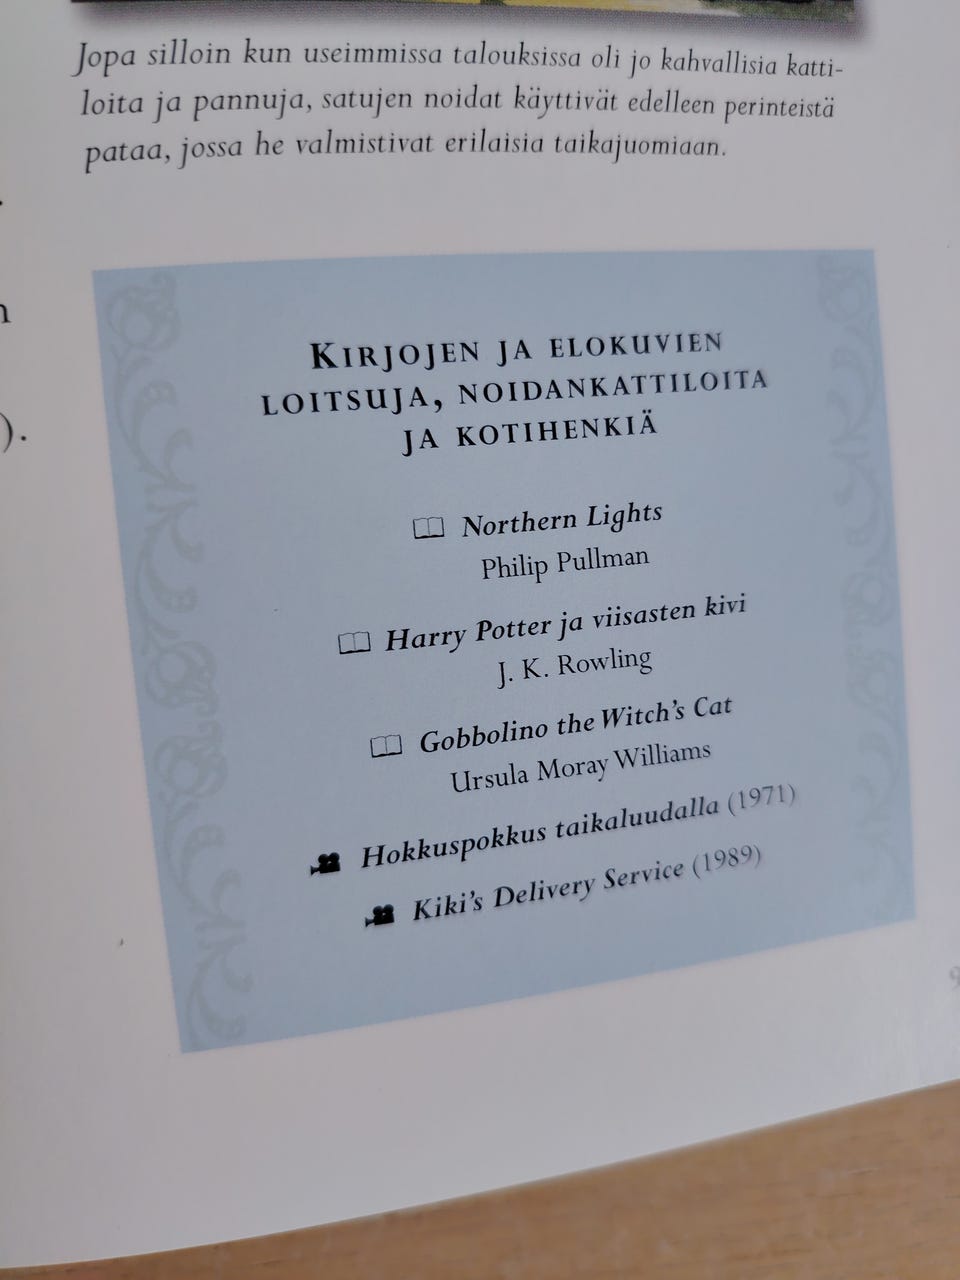 Jopa silloin kun useimmissa talouksissa oli jo kahvallisia katti-
loita ja pannuja, satujen noidat käyttivät edelleen perinteistä
pataa, jossa he valmistivat erilaisia taikajuomiaan.
n
).
KIRJOJEN JA ELOKUVIEN
LOITSUJA, NOIDANKATTILOITA
JA KOTIHENKIÄ
Northern Lights
Philip Pullman
Harry Potter ja viisasten kivi
J. K. Rowling
Gobbolino the Witch's Cat
Ursula Moray Williams
Hokkuspokkus taikaluudalla (1971)
Kiki's Delivery Service (1989)
9